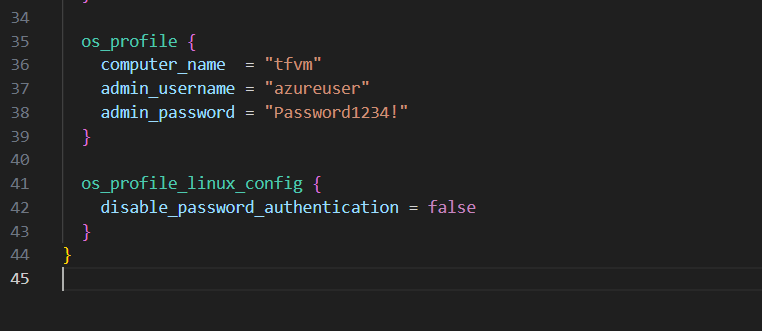 34
35 os_profile {
36 computer_name  = "tfvm"
37 admin_username = "azureuser"
38 admin_password = "Password1234!"
39 }
40
41 os_profile_linux_config {
42 disable_password_authentication = false
43 }
44 }
45